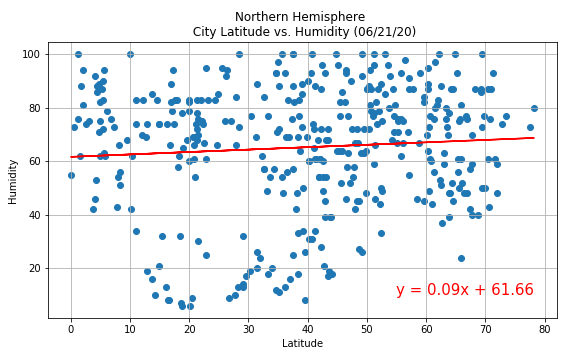 Northern Hemisphere
City Latitude vs. Humidity (06/21/20)
Humidity
100
80
60
40
20
y = 0.09x + 61.66
0 10 20 30 40 50 60 70 80
Latitude